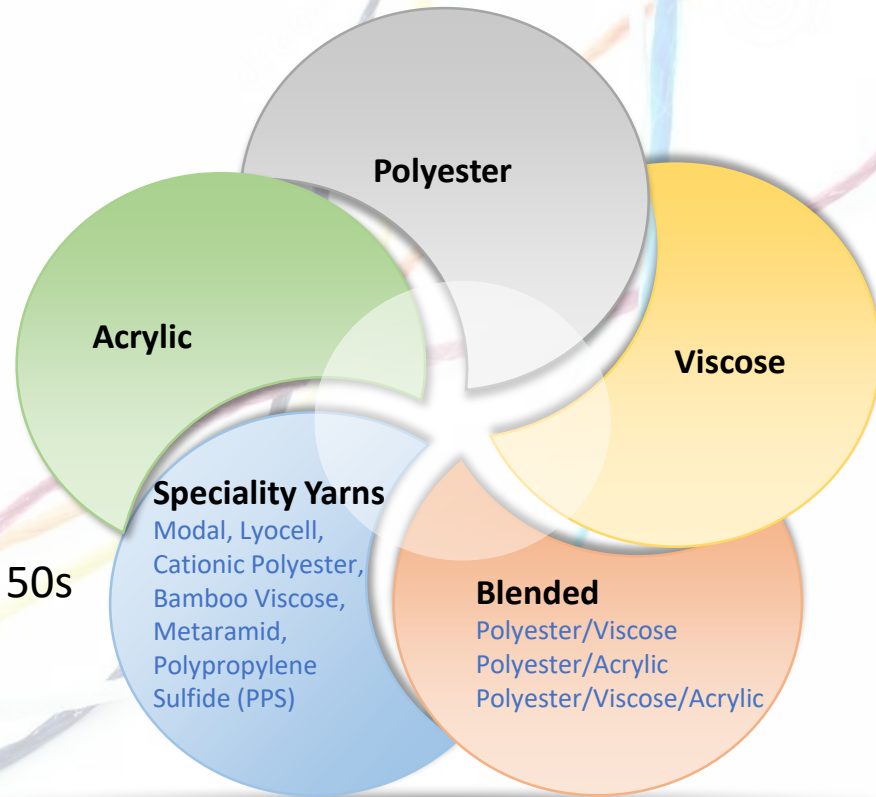 Polyester
Acrylic
Viscose
Speciality Yarns
Modal, Lyocell,
Cationic Polyester,
Bamboo Viscose,
Metaramid,
Polypropylene
Sulfide (PPS)
50s
Blended
Polyester/Viscose
Polyester/Acrylic
Polyester/Viscose/Acrylic